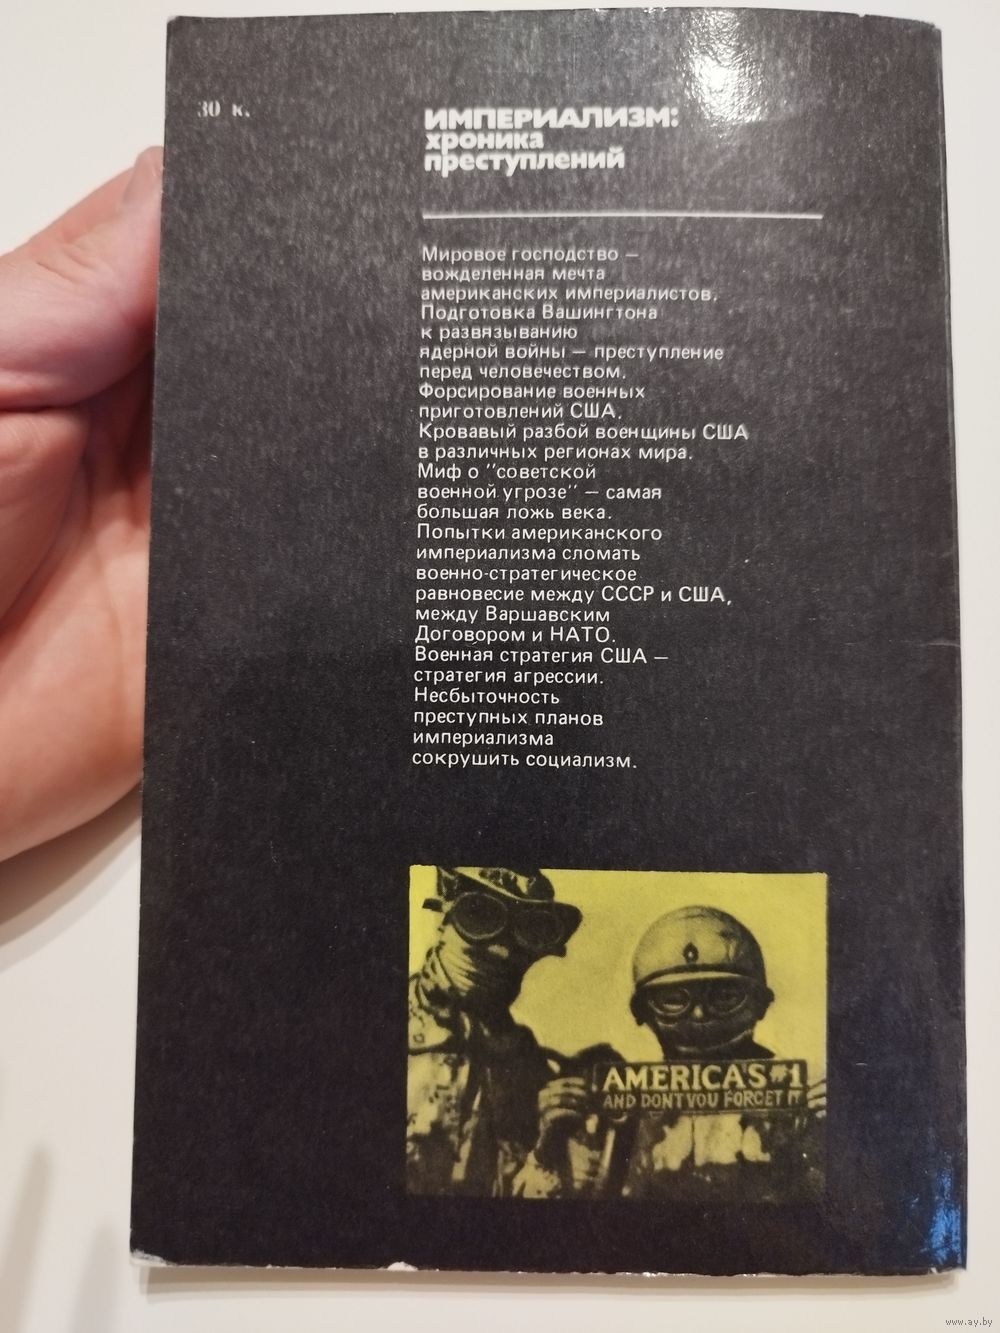 30 к.
ИМПЕРИАЛИЗМ:
хроника
преступлений
Мировое господство —
вожделенная мечта
американских империалистов.
Подготовка Вашингтона
к развязыванию
ядерной войны — преступление
перед человечеством.
Форсирование военных
приготовлений США.
Кровавый разбой военщины США
в различных регионах мира.
Миф о "советской
военной угрозе" — самая
большая ложь века.
Попытки американского
империализма сломать
военно-стратегическое
равновесие между СССР и США,
между Варшавским
Договором и НАТО.
Военная стратегия США —
стратегия агрессии.
Несбыточность
преступных планов
империализма
сокрушить социализм.
AMERICA'S #1
AND DONT YOU FORGET IT
www.ay.by